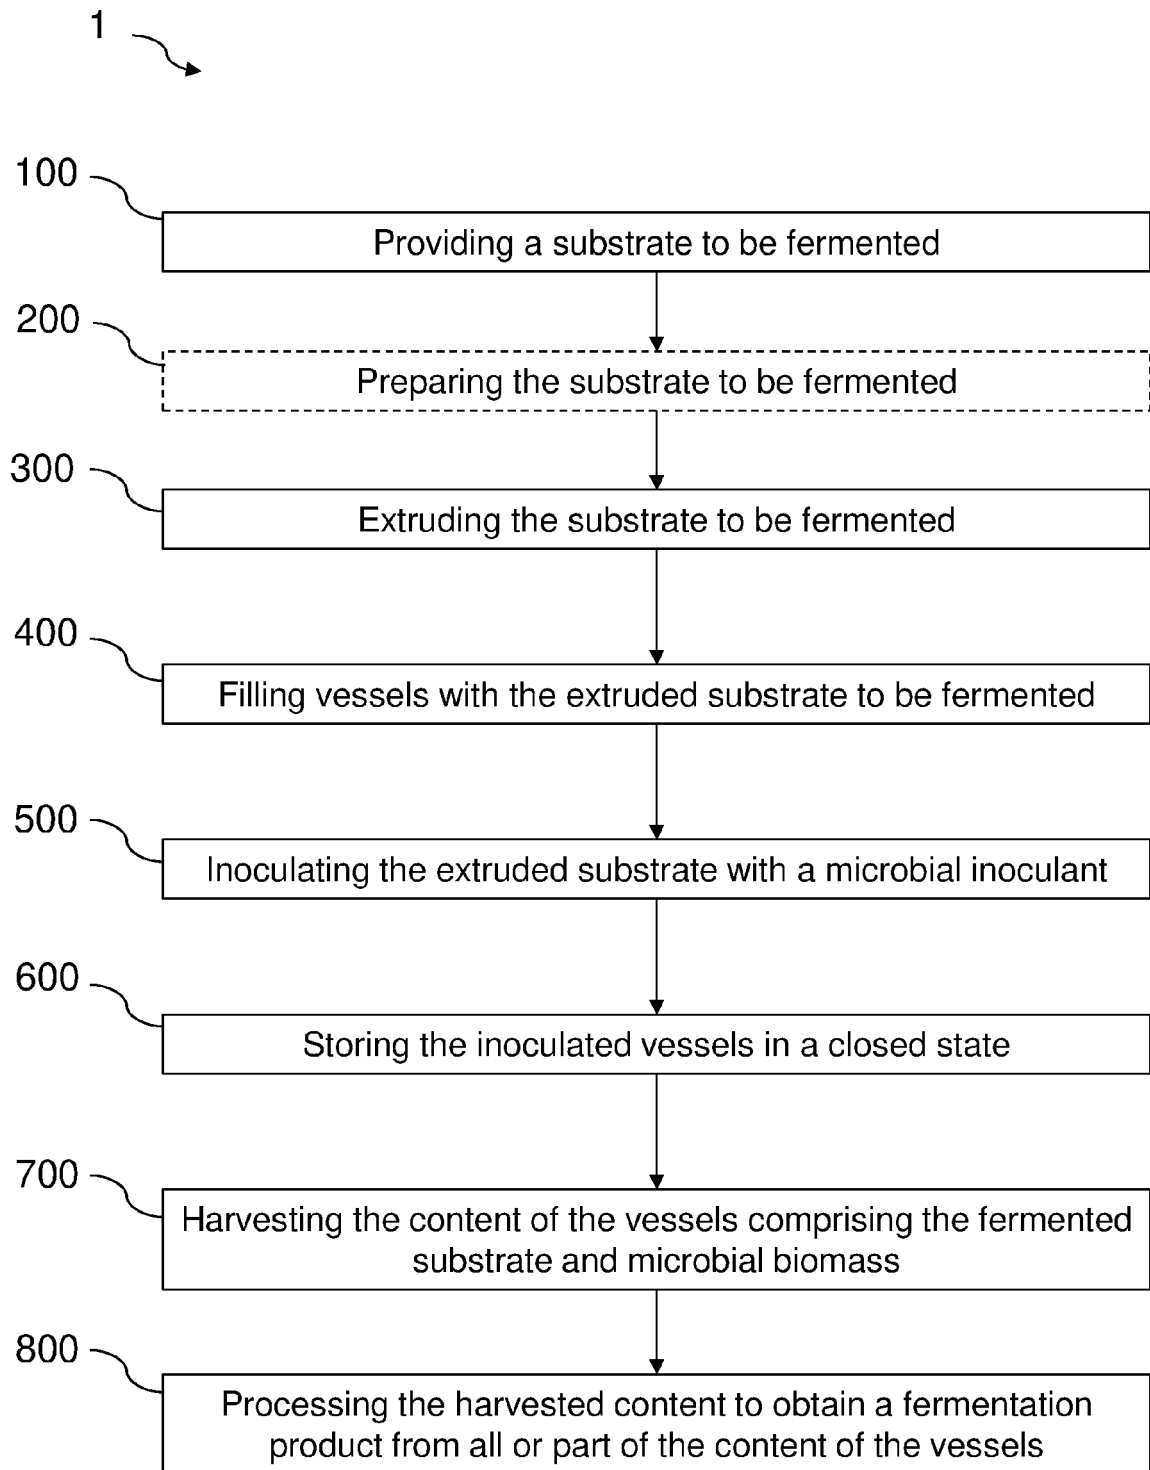 1
100
Providing a substrate to be fermented
200
Preparing the substrate to be fermented
300
Extruding the substrate to be fermented
400
Filling vessels with the extruded substrate to be fermented
500
Inoculating the extruded substrate with a microbial inoculant
600
Storing the inoculated vessels in a closed state
700
Harvesting the content of the vessels comprising the fermented
substrate and microbial biomass
800
Processing the harvested content to obtain a fermentation
product from all or part of the content of the vessels